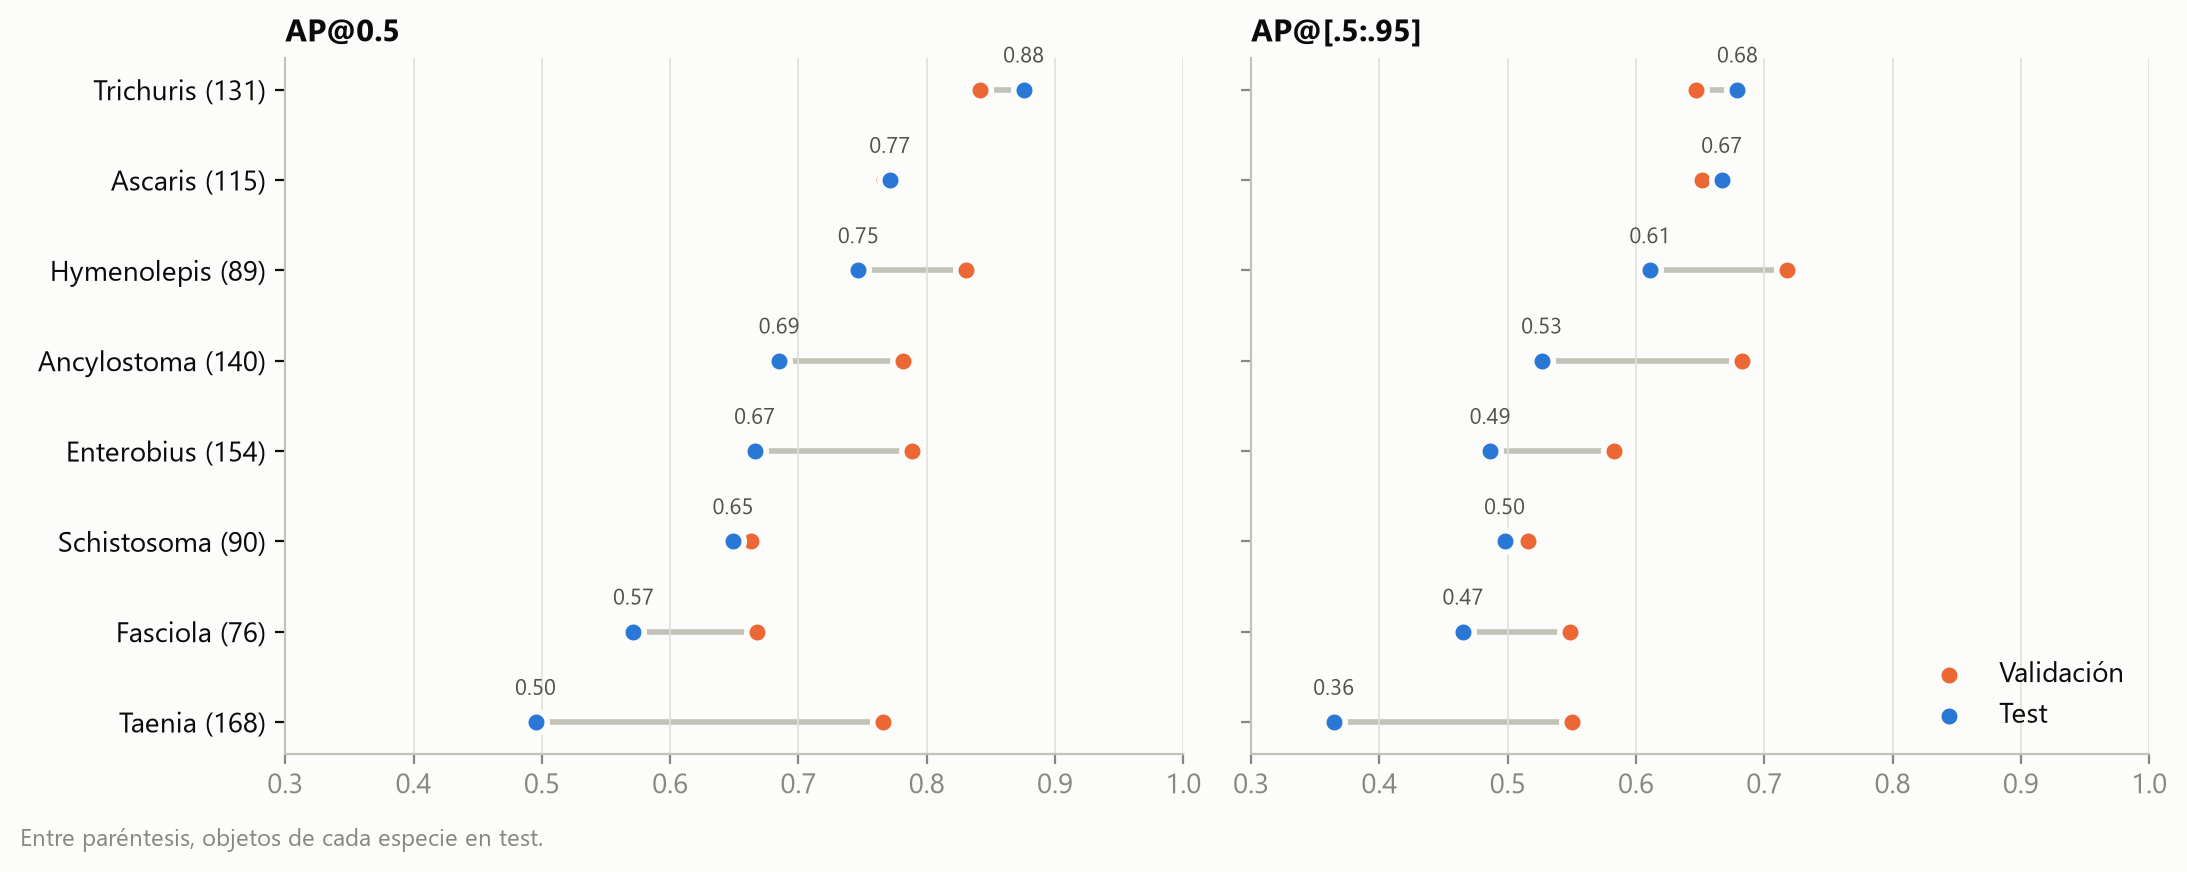 AP@0.5
AP@[.5:.95]
Trichuris (131)
0.88
0.68
Ascaris (115)
0.77
0.67
Hymenolepis (89)
0.75
0.61
Ancylostoma (140)
0.69
0.53
Enterobius (154)
0.67
0.49
Schistosoma (90)
0.65
0.50
Fasciola (76)
0.57
0.47
Taenia (168)
0.50
0.36
Validación
Test
0.3 0.4 0.5 0.6 0.7 0.8 0.9 1.0
0.3 0.4 0.5 0.6 0.7 0.8 0.9 1.0
Entre paréntesis, objetos de cada especie en test.